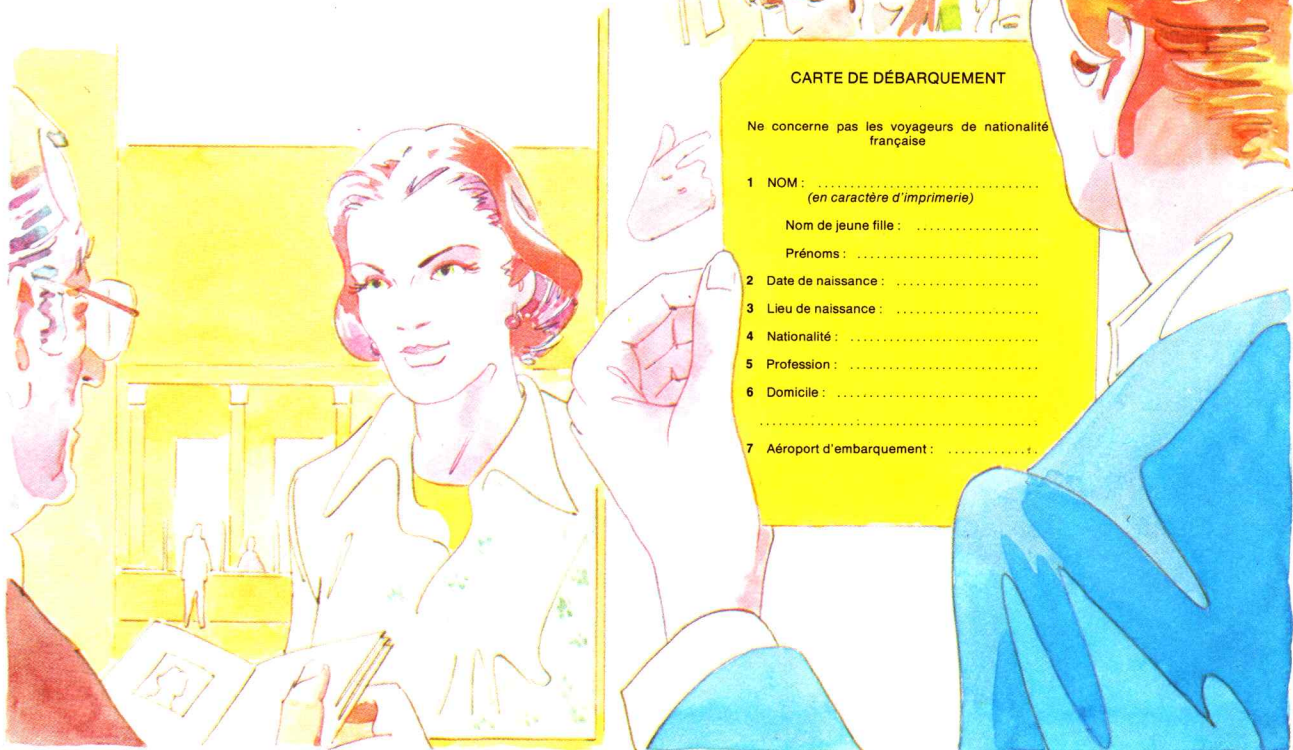 CARTE DE DÉBARQUEMENT
Ne concerne pas les voyageurs de nationalité
française
1 NOM : ................................
(en caractère d'imprimerie)
Nom de jeune fille : ..................
Prénoms : ..........................
2 Date de naissance : .....................
3 Lieu de naissance : .....................
4 Nationalité : ............................
5 Profession : ............................
6 Domicile : ..............................
.........................................
7 Aéroport d'embarquement : .............